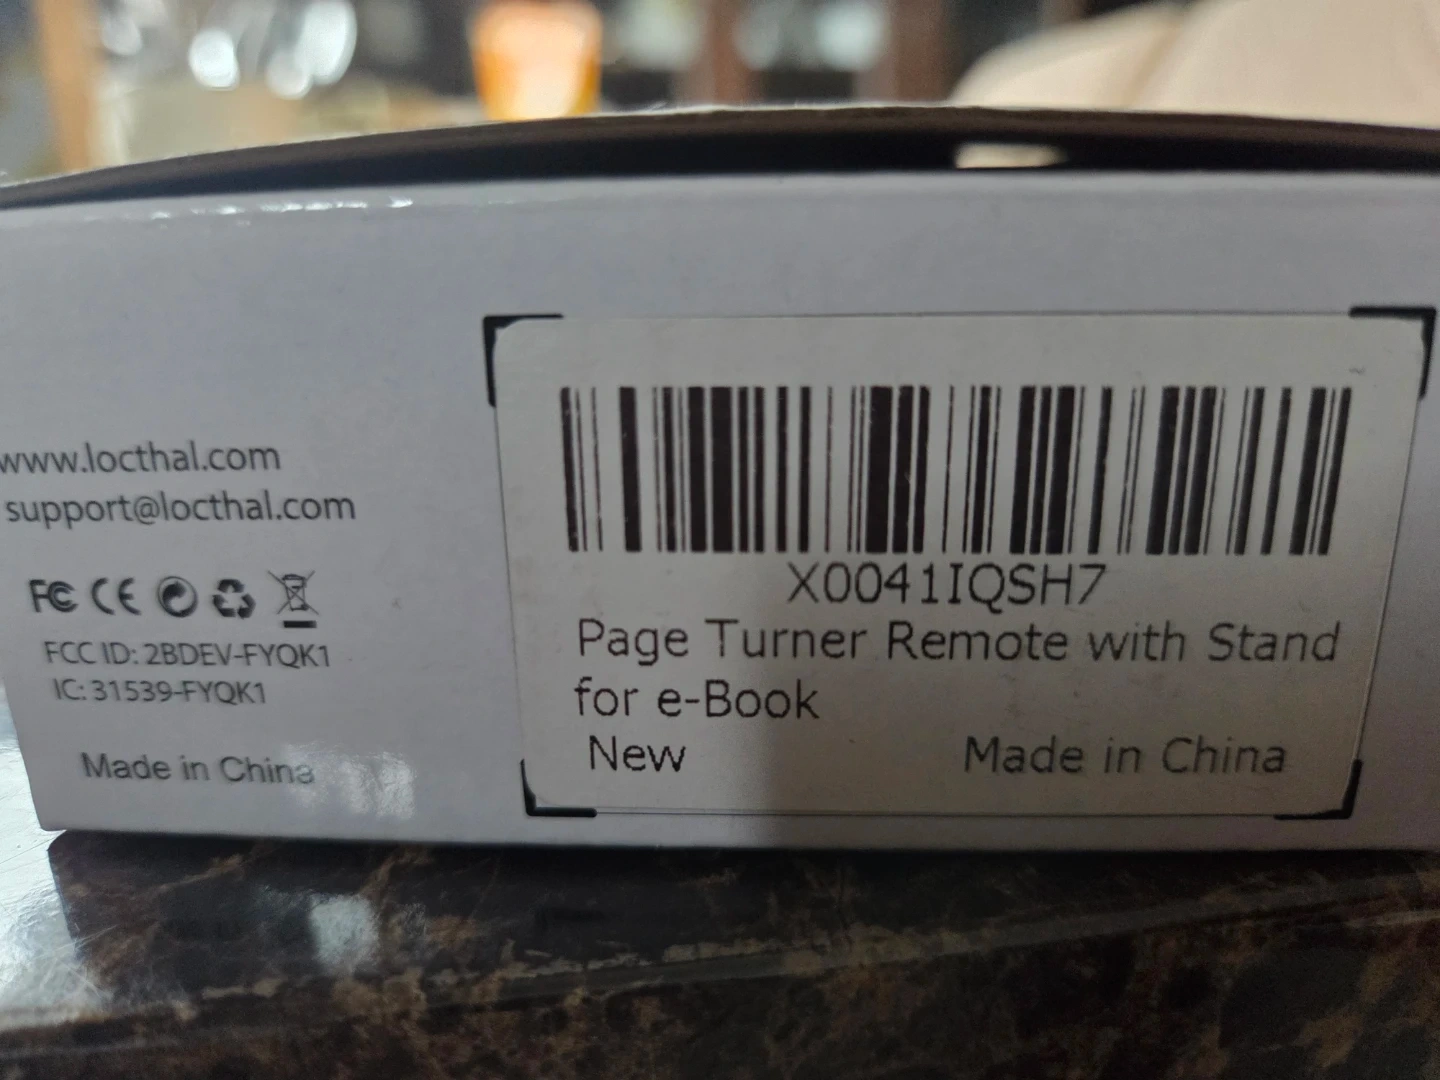 www.locthal.com
support@locthal.com
FC CE
FCC ID: 2BDEV-FYQK1
IC: 31539-FYQK1
Made in China
X0041IQSH7
Page Turner Remote with Stand
for e-Book
New Made in China